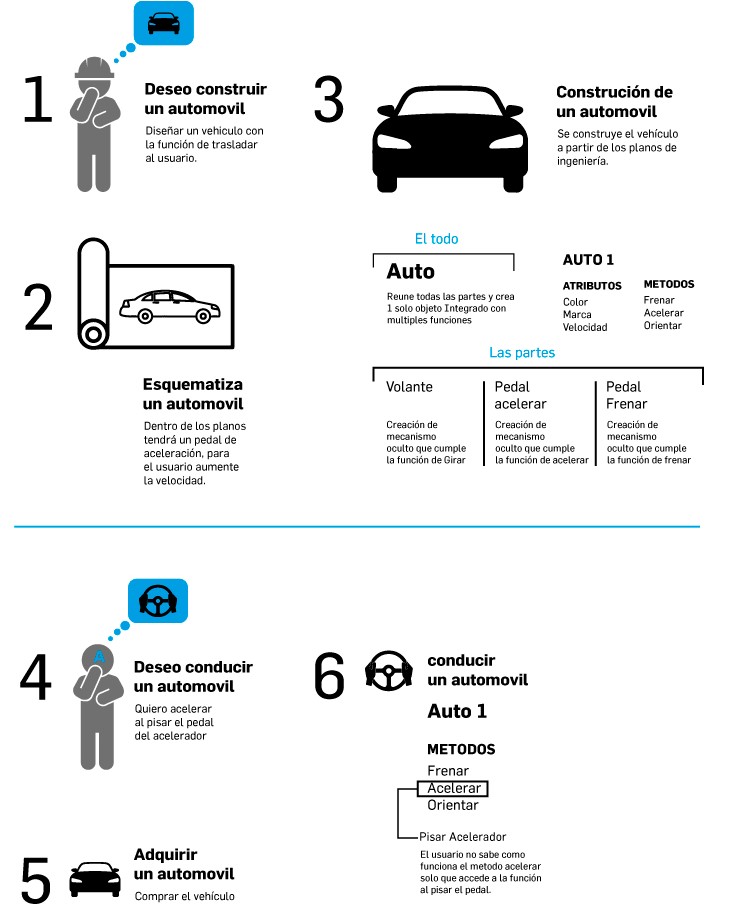 1
Deseo construir
un automovil
Diseñar un vehiculo con
la función de trasladar
al usuario.
2
Esquematiza
un automovil
Dentro de los planos
tendrá un pedal de
aceleración, para
el usuario aumente
la velocidad.
3
Construción de
un automovil
Se construye el vehículo
a partir de los planos de
ingeniería.
El todo
Auto
Reune todas las partes y crea
1 solo objeto Integrado con
multiples funciones
AUTO 1
ATRIBUTOS
Color
Marca
Velocidad
METODOS
Frenar
Acelerar
Orientar
Las partes
Volante
Creación de
mecanismo
oculto que cumple
la función de Girar
Pedal
acelerar
Creación de
mecanismo
oculto que cumple
la función de acelerar
Pedal
Frenar
Creación de
mecanismo
oculto que cumple
la función de frenar
4
Deseo conducir
un automovil
Quiero acelerar
al pisar el pedal
del acelerador
5
Adquirir
un automovil
Comprar el vehículo
6
conducir
un automovil
Auto 1
METODOS
Frenar
Acelerar
Orientar
Pisar Acelerador
El usuario no sabe como
funciona el metodo acelerar
solo que accede a la función
al pisar el pedal.